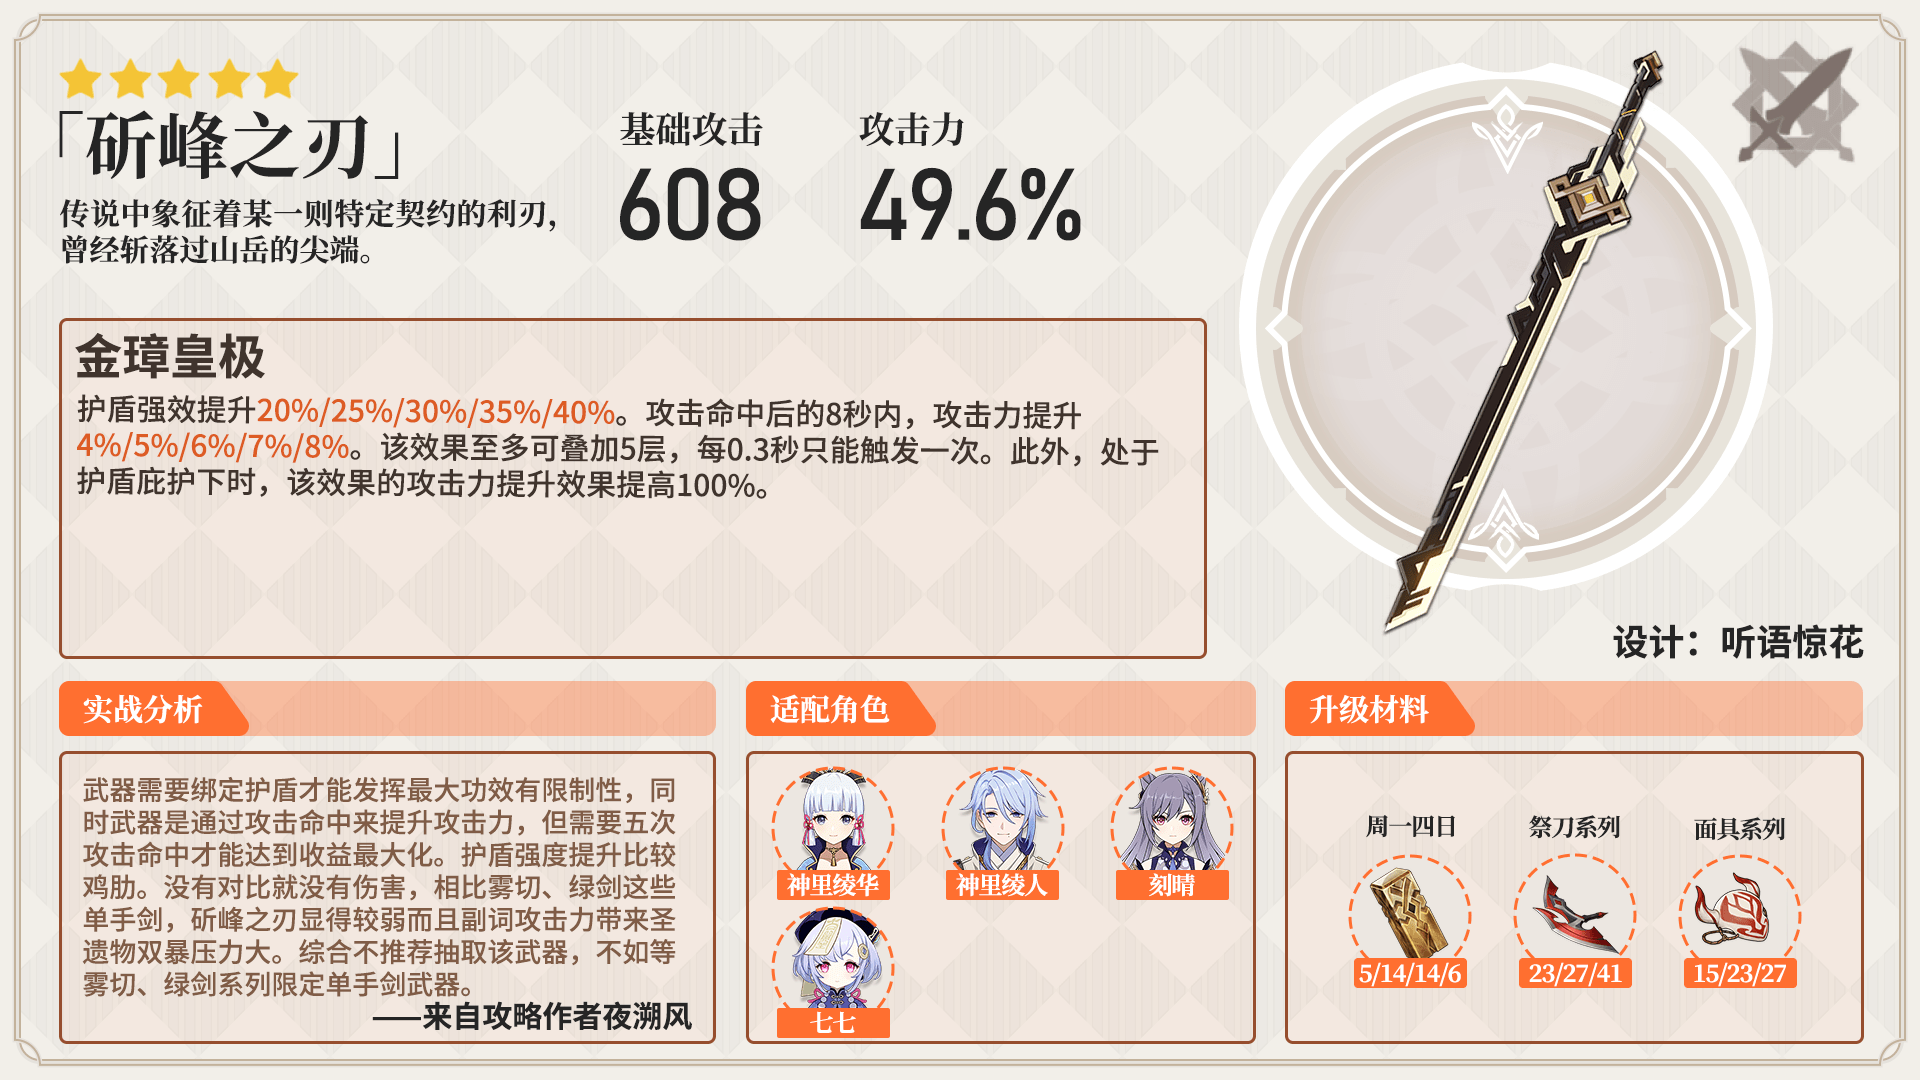 「斫峰之刃」
传说中象征着某一则特定契约的利刃，
曾经斩落过山岳的尖端。
基础攻击
608
攻击力
49.6%
金璋皇极
护盾强效提升20%/25%/30%/35%/40%。攻击命中后的8秒内，攻击力提升
4%/5%/6%/7%/8%。该效果至多可叠加5层，每0.3秒只能触发一次。此外，处于
护盾庇护下时，该效果的攻击力提升效果提高100%。
设计：听语惊花
实战分析
武器需要绑定护盾才能发挥最大功效有限制性，同
时武器是通过攻击命中来提升攻击力，但需要五次
攻击命中才能达到收益最大化。护盾强度提升比较
鸡肋。没有对比就没有伤害，相比雾切、绿剑这些
单手剑，斫峰之刃显得较弱而且副词攻击力带来圣
遗物双暴压力大。综合不推荐抽取该武器，不如等
雾切、绿剑系列限定单手剑武器。
——来自攻略作者夜溯风
适配角色
神里绫华
神里绫人
刻晴
七七
升级材料
周一四日
祭刀系列
面具系列
5/14/14/6
23/27/41
15/23/27